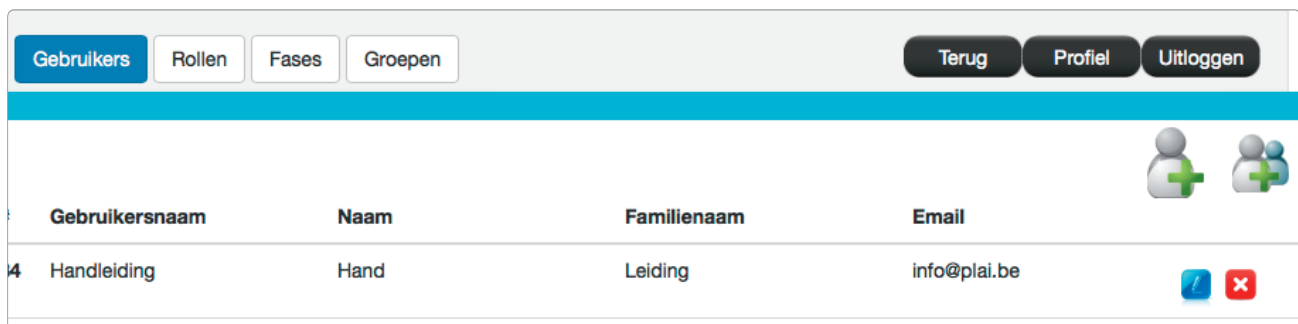 Gebruikers Rollen Fases Groepen Terug Profiel Uitloggen
Gebruikersnaam Naam Familienaam Email
Handleiding Hand Leiding info@plai.be